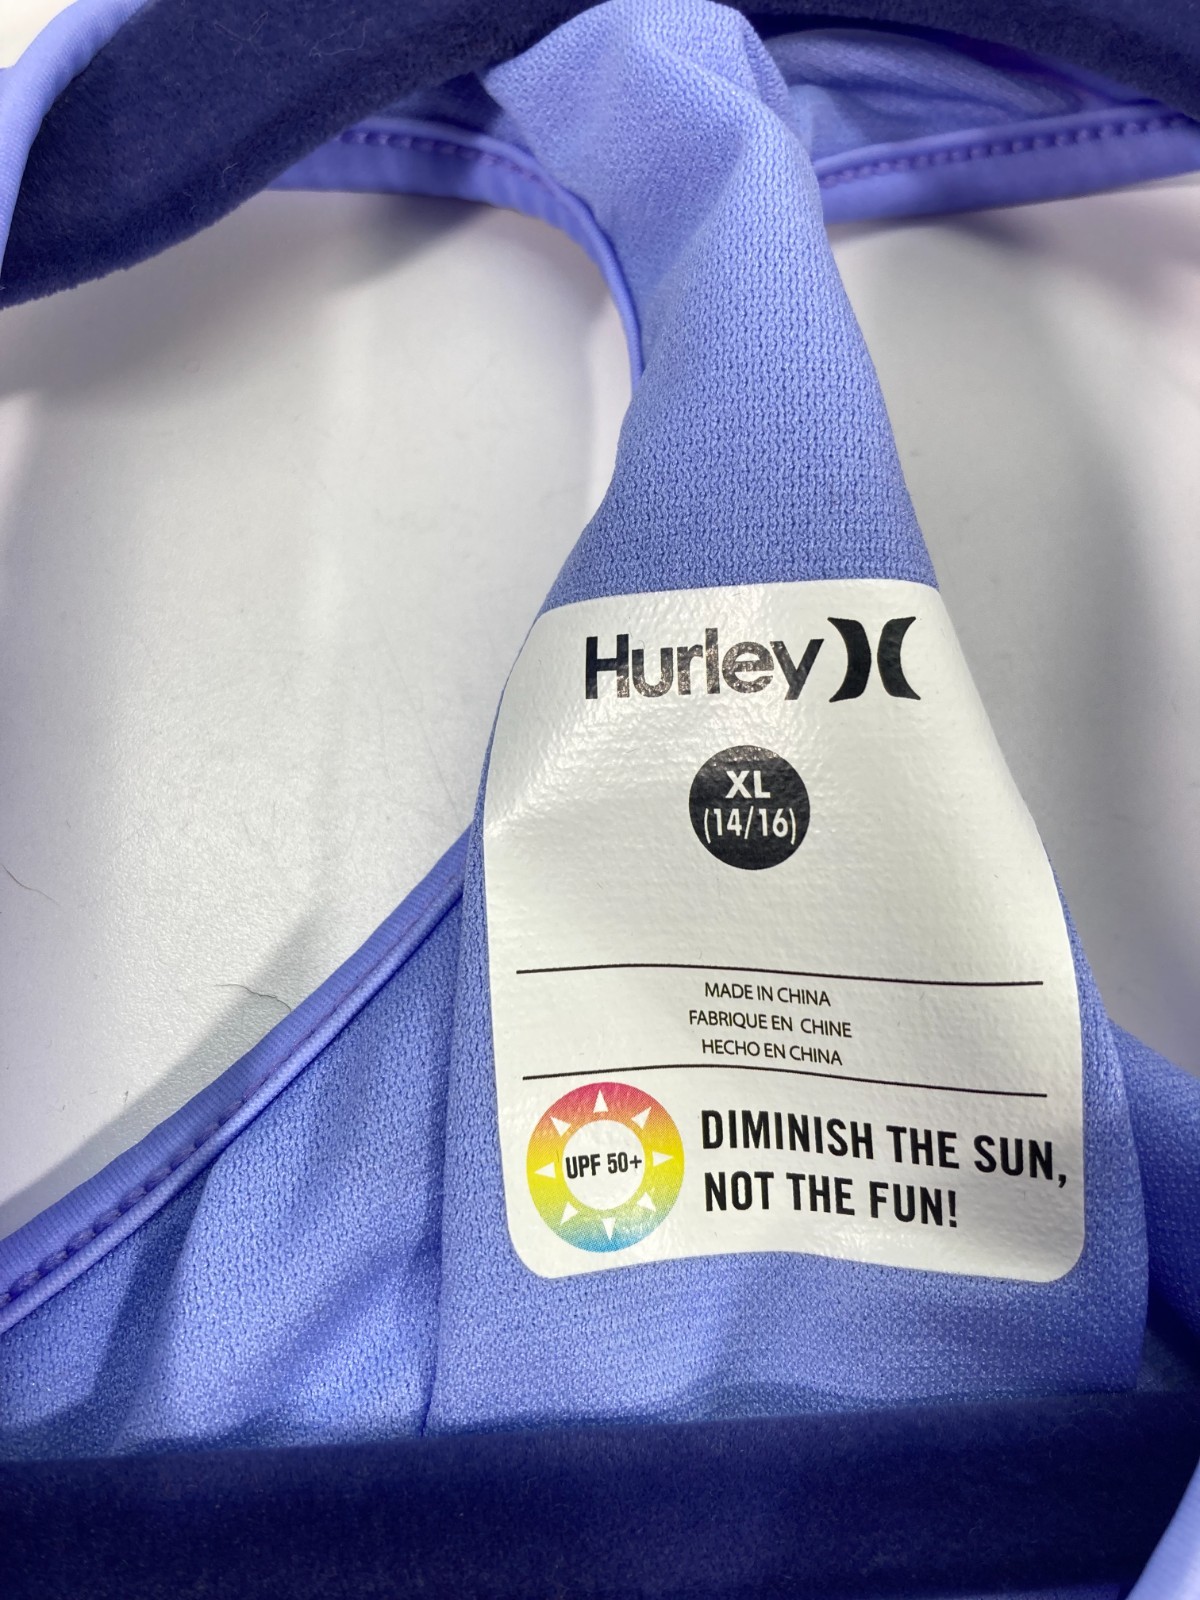 Hurley
XL
(14/16)
MADE IN CHINA
FABRIQUE EN CHINE
HECHO EN CHINA
UPF 50+
DIMINISH THE SUN,
NOT THE FUN!